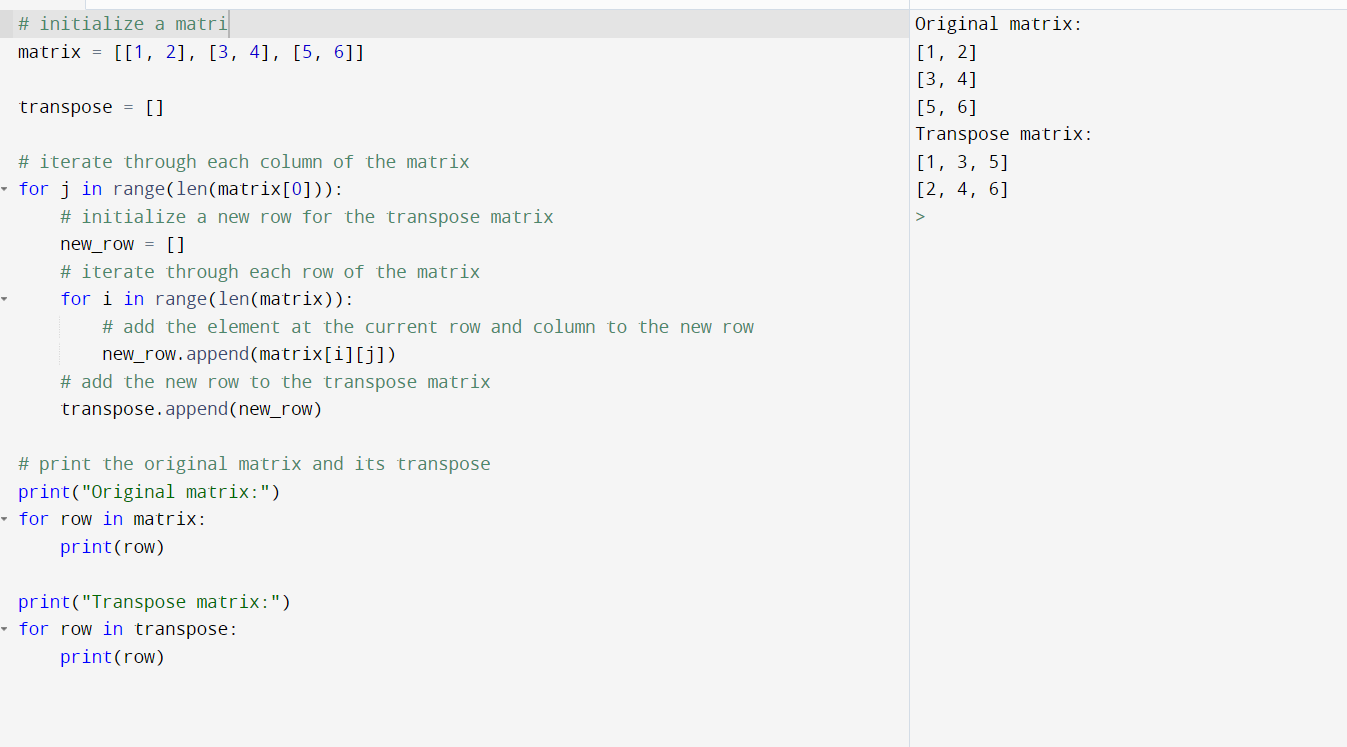 # initialize a matri
matrix = [[1, 2], [3, 4], [5, 6]]

transpose = []

# iterate through each column of the matrix
for j in range(len(matrix[0])):
    # initialize a new row for the transpose matrix
    new_row = []
    # iterate through each row of the matrix
    for i in range(len(matrix)):
        # add the element at the current row and column to the new row
        new_row.append(matrix[i][j])
    # add the new row to the transpose matrix
    transpose.append(new_row)

# print the original matrix and its transpose
print("Original matrix:")
for row in matrix:
    print(row)

print("Transpose matrix:")
for row in transpose:
    print(row)

Original matrix:
[1, 2]
[3, 4]
[5, 6]
Transpose matrix:
[1, 3, 5]
[2, 4, 6]
>